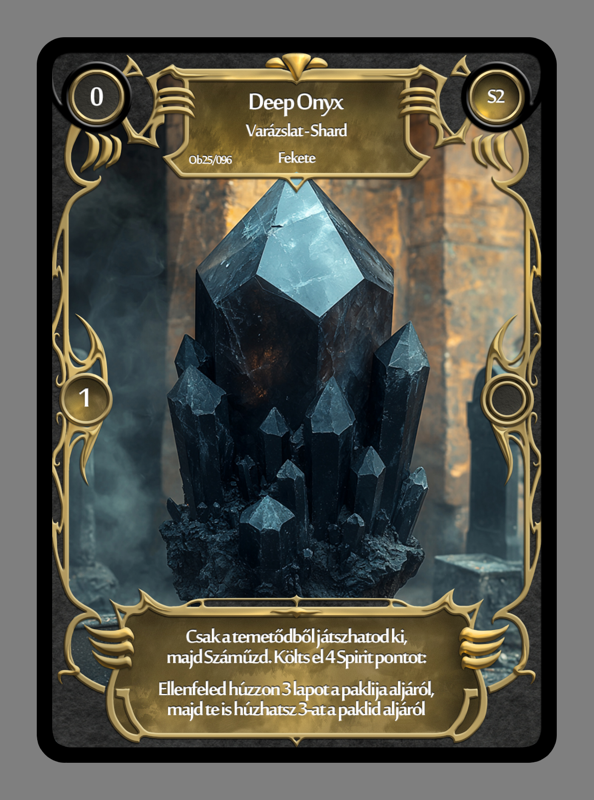 0
Deep Onyx
S2
Varázslat - Shard
Ob25/096
Fekete
1
Csak a temetődből játszhatod ki,
majd Száműzd. Költs el 4 Spirit pontot:
Ellenfeled húzzon 3 lapot a paklija aljáról,
majd te is húzhatsz 3-at a paklid aljáról